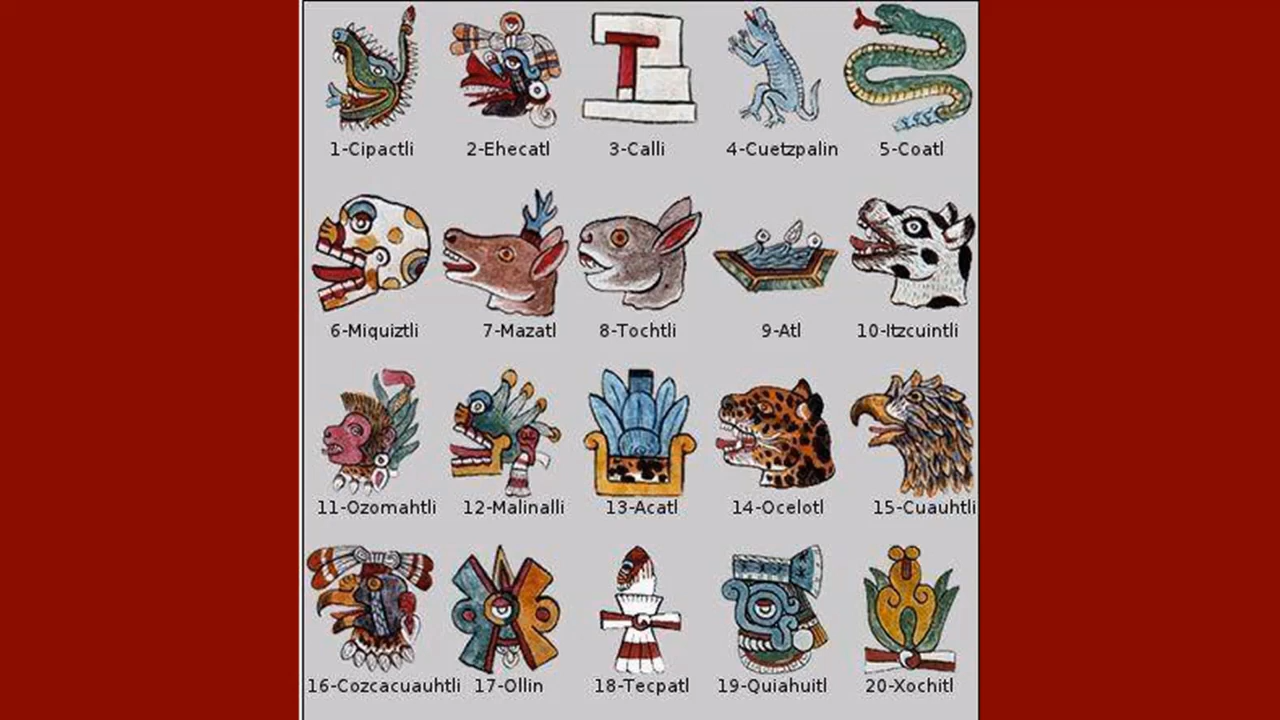 1-Cipactli
2-Ehecatl
3-Calli
4-Cuetzpalin
5-Coatl
6-Miquiztli
7-Mazatl
8-Tochtli
9-Atl
10-Itzcuintli
11-Ozomahtli
12-Malinalli
13-Acatl
14-Ocelotl
15-Cuauhtli
16-Cozcacuauhtli
17-Ollin
18-Tecpatl
19-Quiahuitl
20-Xochitl